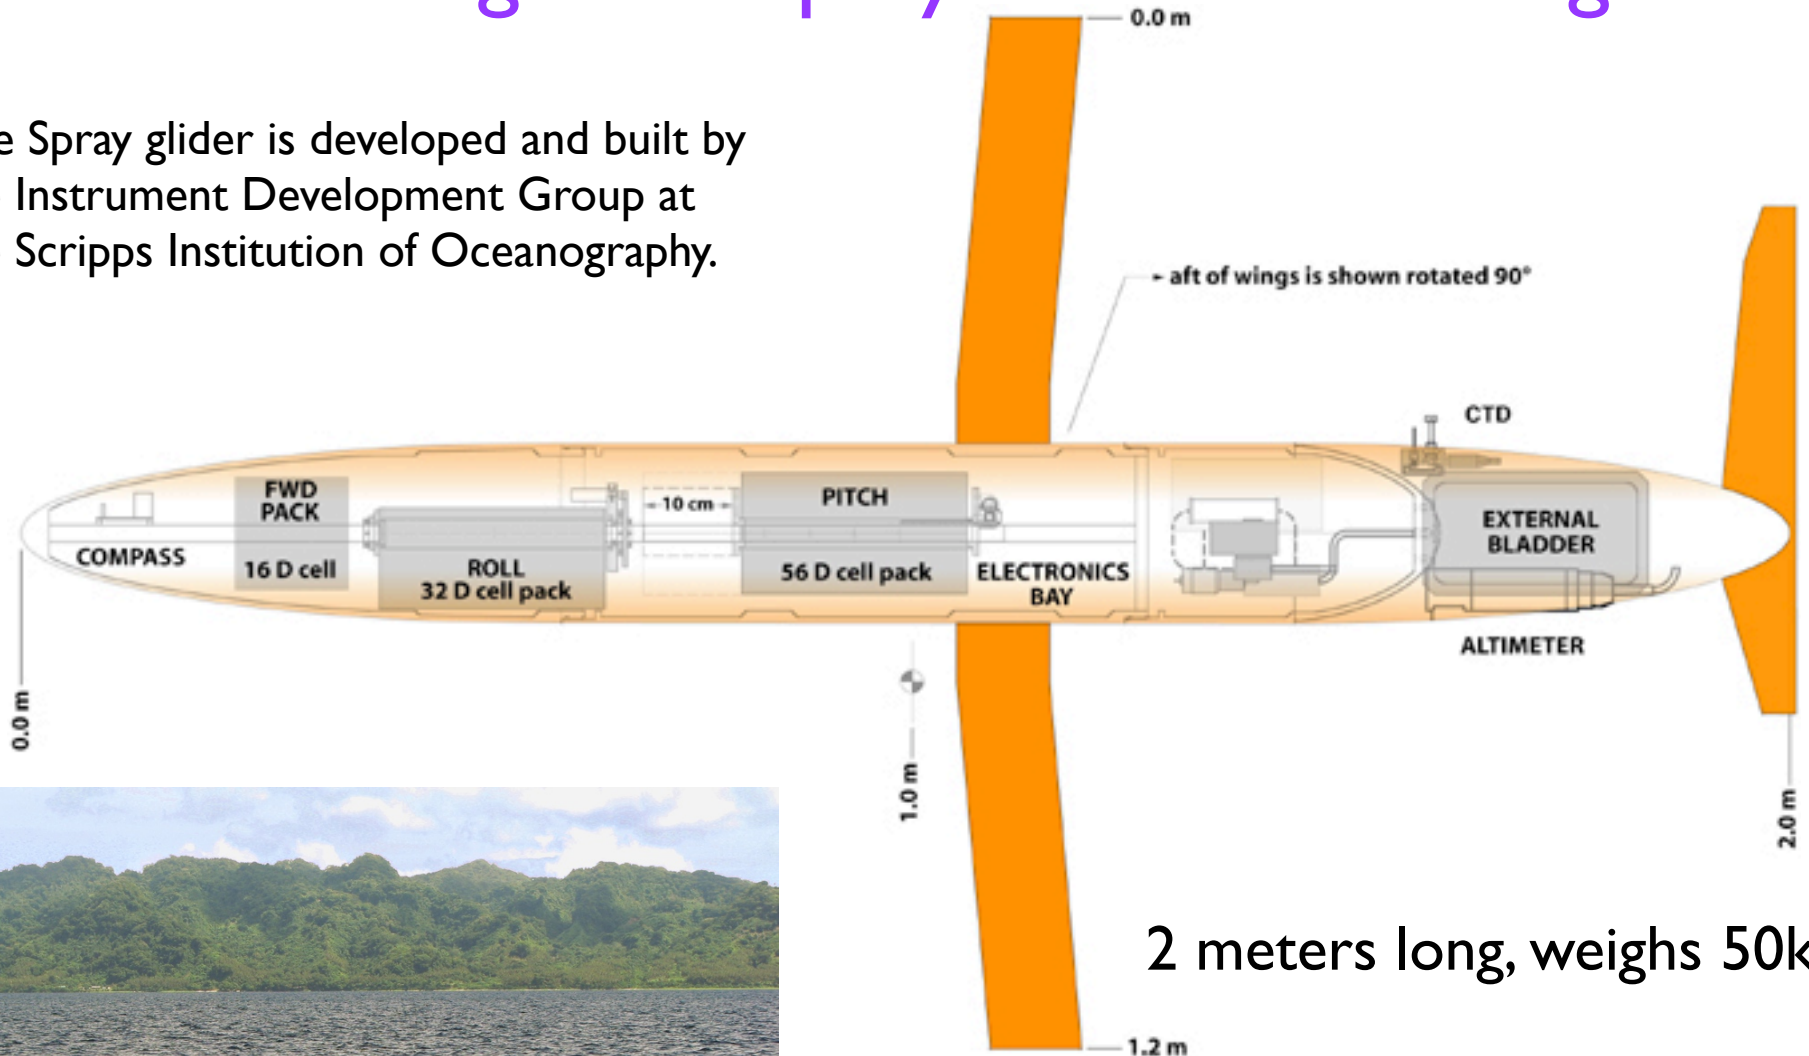 0.0 m
e Spray glider is developed and built by
Instrument Development Group at
Scripps Institution of Oceanography.
aft of wings is shown rotated 90°
CTD
FWD
PACK
16 D cell
COMPASS
ROLL
32 D cell pack
10 cm
PITCH
56 D cell pack
ELECTRONICS
BAY
EXTERNAL
BLADDER
ALTIMETER
0.0 m
1.0 m
2.0 m
2 meters long, weighs 50k
1.2 m